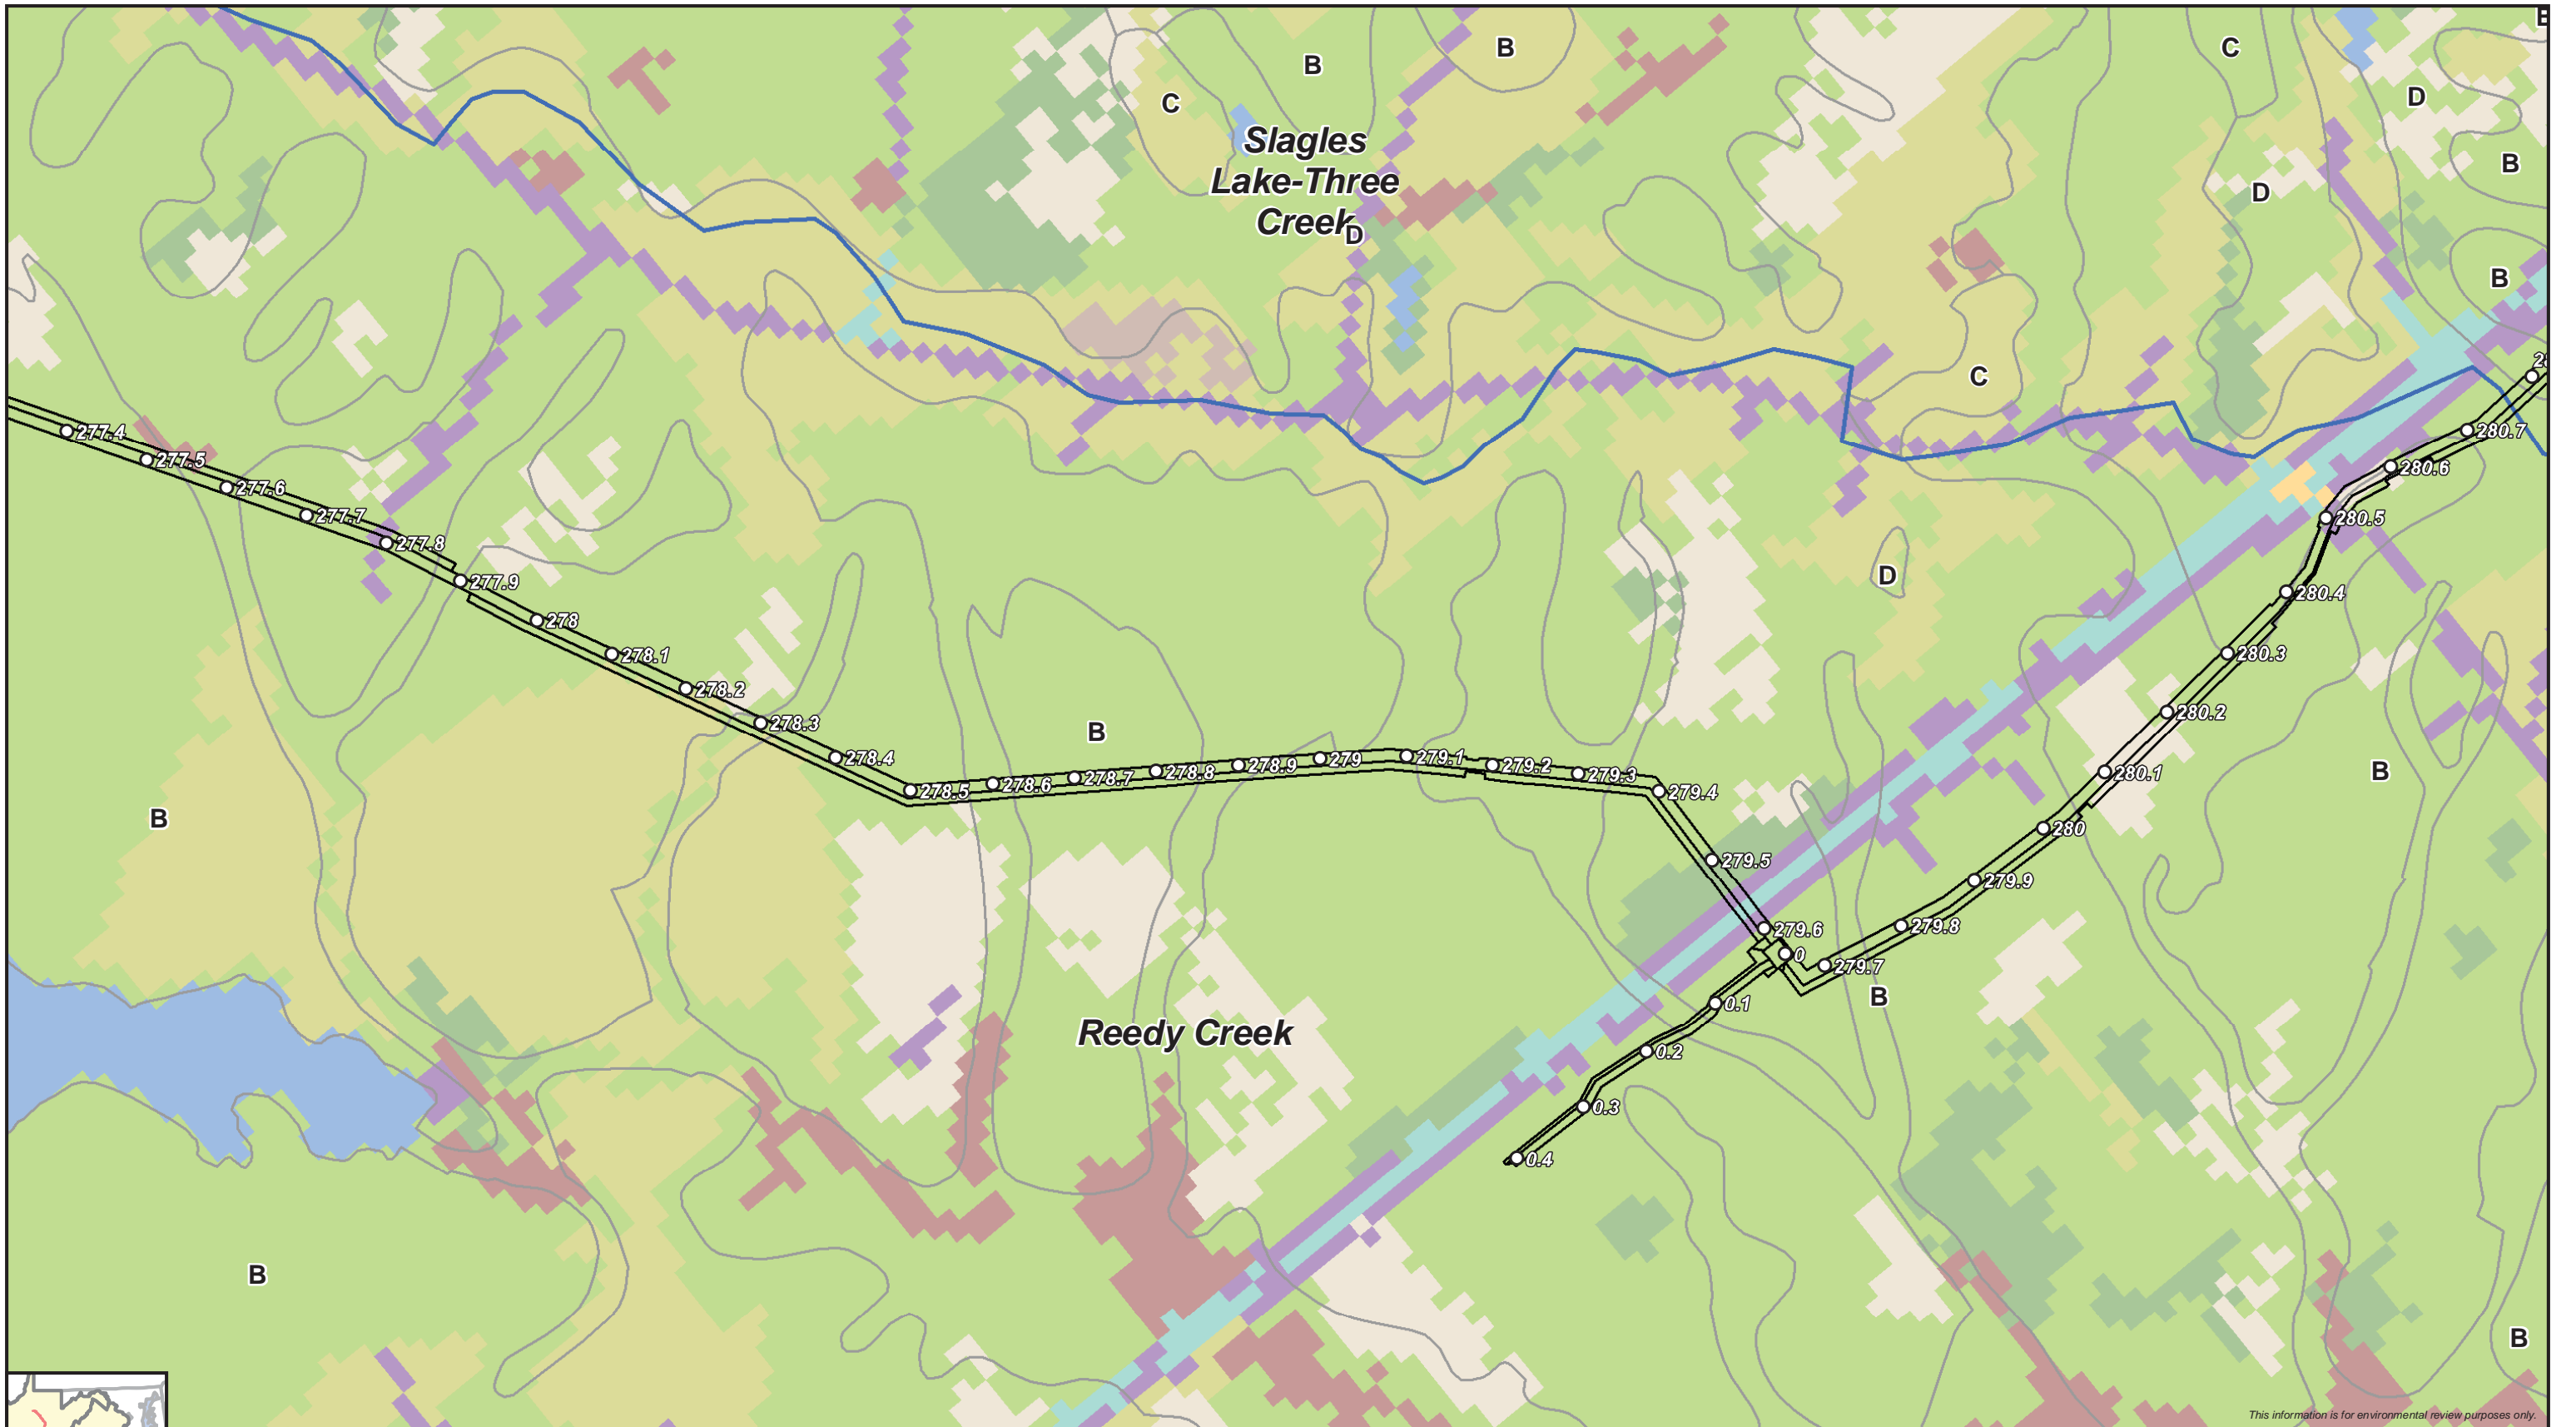 B
C
B
B
C
D
Slagles
Lake-Three
Creek
D
B
D
B
C
277.4
277.5
277.6
277.7
277.8
277.9
278
278.1
278.2
278.3
278.4
278.5
278.6
278.7
278.8
278.9
279
279.1
279.2
279.3
279.4
279.5
279.6
0
279.7
279.8
279.9
280
280.1
280.2
280.3
280.4
280.5
280.6
280.7
D
B
B
B
B
0.1
0.2
0.3
0.4
Reedy Creek
B
B
This information is for environmental review purposes only.